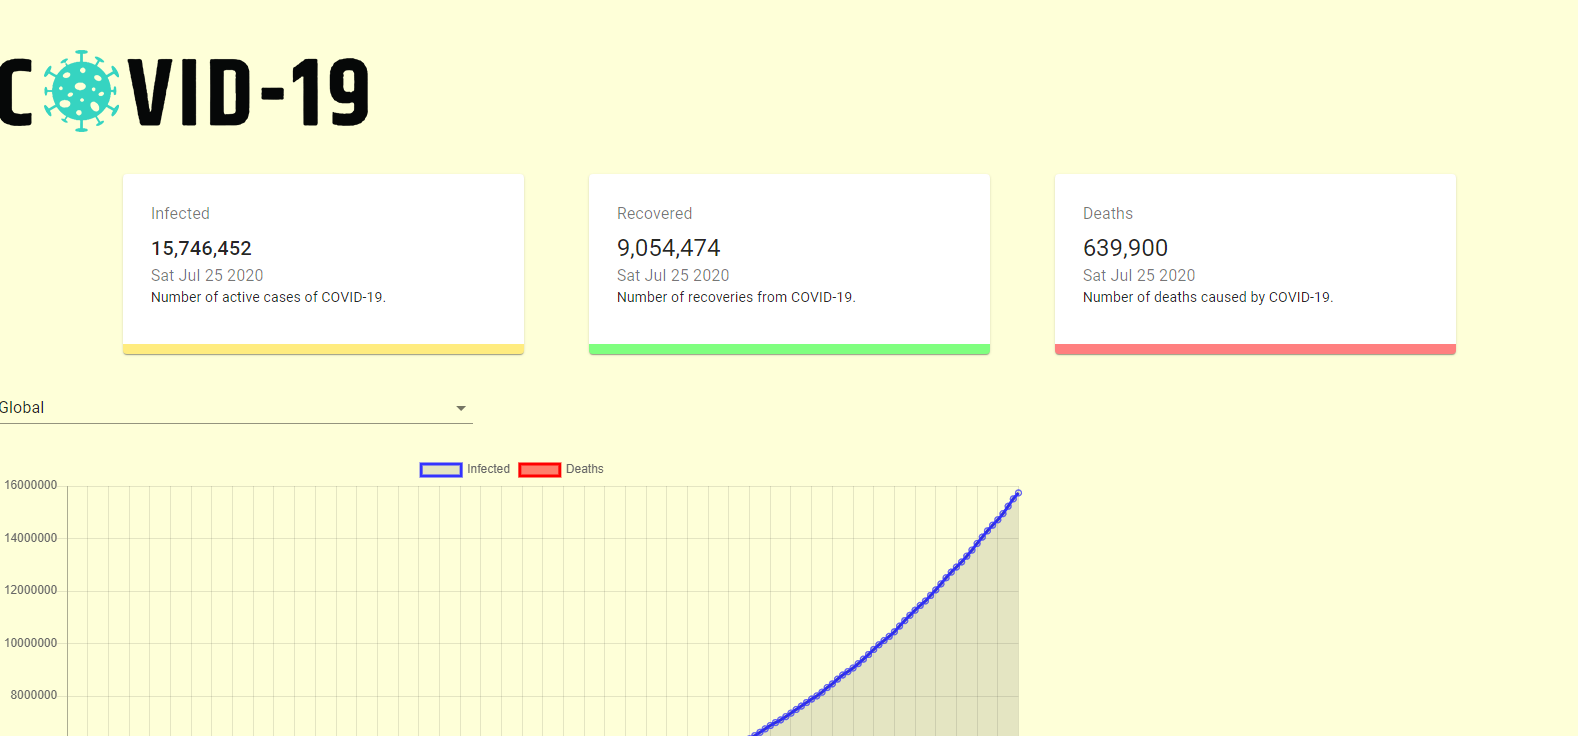 COVID-19
Infected
15,746,452
Sat Jul 25 2020
Number of active cases of COVID-19.
Recovered
9,054,474
Sat Jul 25 2020
Number of recoveries from COVID-19.
Deaths
639,900
Sat Jul 25 2020
Number of deaths caused by COVID-19.
Global
Infected Deaths
16000000
14000000
12000000
10000000
8000000